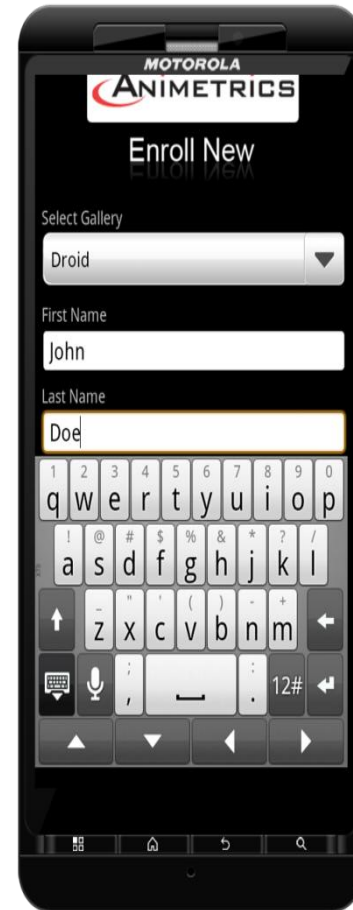 MOTOROLA
ANIMETRICS
Enroll New
Select Gallery
Droid
First Name
John
Last Name
Doe
1 2 3 4 5 6 7 8 9 0
q w e r t y u i o p
! @ # $ % & * ? /
a s d f g h j k l
_ " ' ( ) - +
z x c v b n m
; :
, . 12#